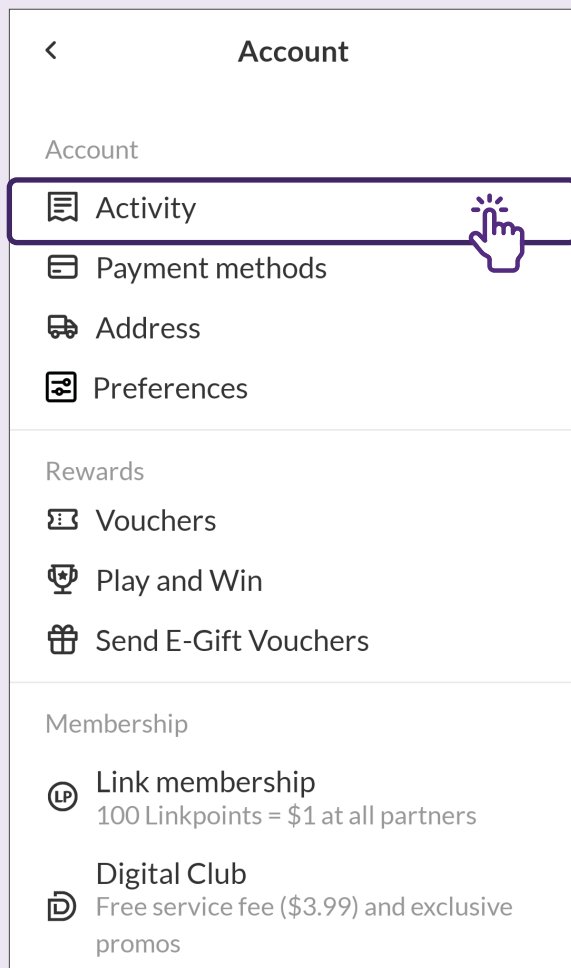 Account
Account
Activity
Payment methods
Address
Preferences
Rewards
Vouchers
Play and Win
Send E-Gift Vouchers
Membership
LP
Link membership
100 Linkpoints = $1 at all partners
Digital Club
Free service fee ($3.99) and exclusive
promos